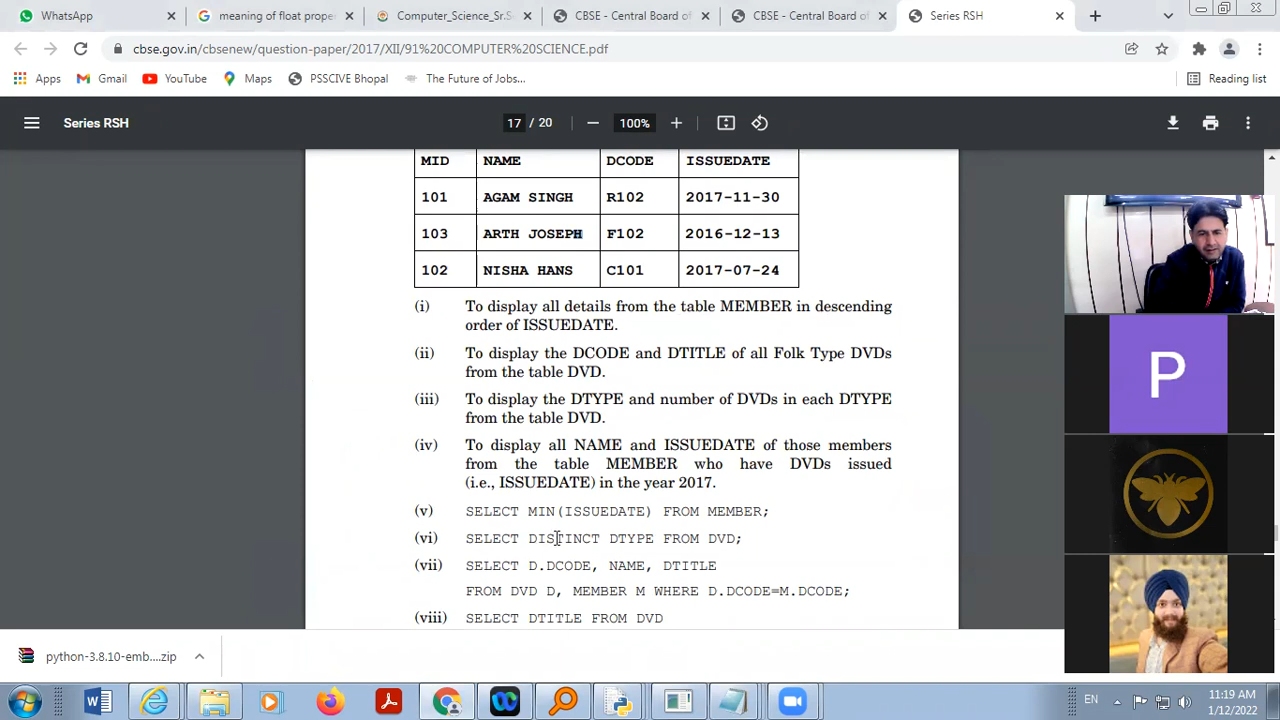 WhatsApp
meaning of float prope
Computer_Science_Sr.S
CBSE - Central Board of
CBSE - Central Board of
Series RSH
cbse.gov.in/cbsenew/question-paper/2017/XII/91%20COMPUTER%20SCIENCE.pdf
Apps
Gmail
YouTube
Maps
PSSCIVE Bhopal
The Future of Jobs...
Reading list
Series RSH
17 / 20
100%
MID NAME DCODE ISSUEDATE
101 AGAM SINGH R102 2017-11-30
103 ARTH JOSEPH F102 2016-12-13
102 NISHA HANS C101 2017-07-24
(i) To display all details from the table MEMBER in descending
order of ISSUEDATE.
(ii) To display the DCODE and DTITLE of all Folk Type DVDs
from the table DVD.
(iii) To display the DTYPE and number of DVDs in each DTYPE
from the table DVD.
(iv) To display all NAME and ISSUEDATE of those members
from the table MEMBER who have DVDs issued
(i.e., ISSUEDATE) in the year 2017.
(v) SELECT MIN(ISSUEDATE) FROM MEMBER;
(vi) SELECT DISTINCT DTYPE FROM DVD;
(vii) SELECT D.DCODE, NAME, DTITLE
FROM DVD D, MEMBER M WHERE D.DCODE=M.DCODE;
(viii) SELECT DTITLE FROM DVD
P
python-3.8.10-emb....zip
EN
11:19 AM
1/12/2022